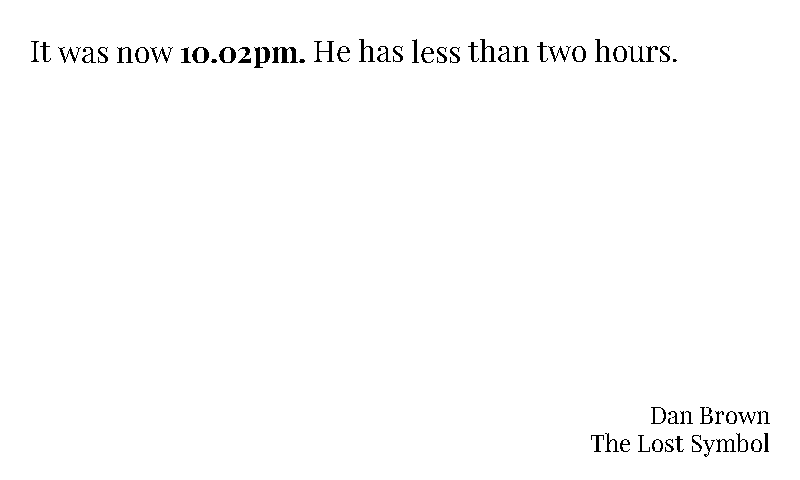 It was now 10.02pm. He has less than two hours.
Dan Brown
The Lost Symbol